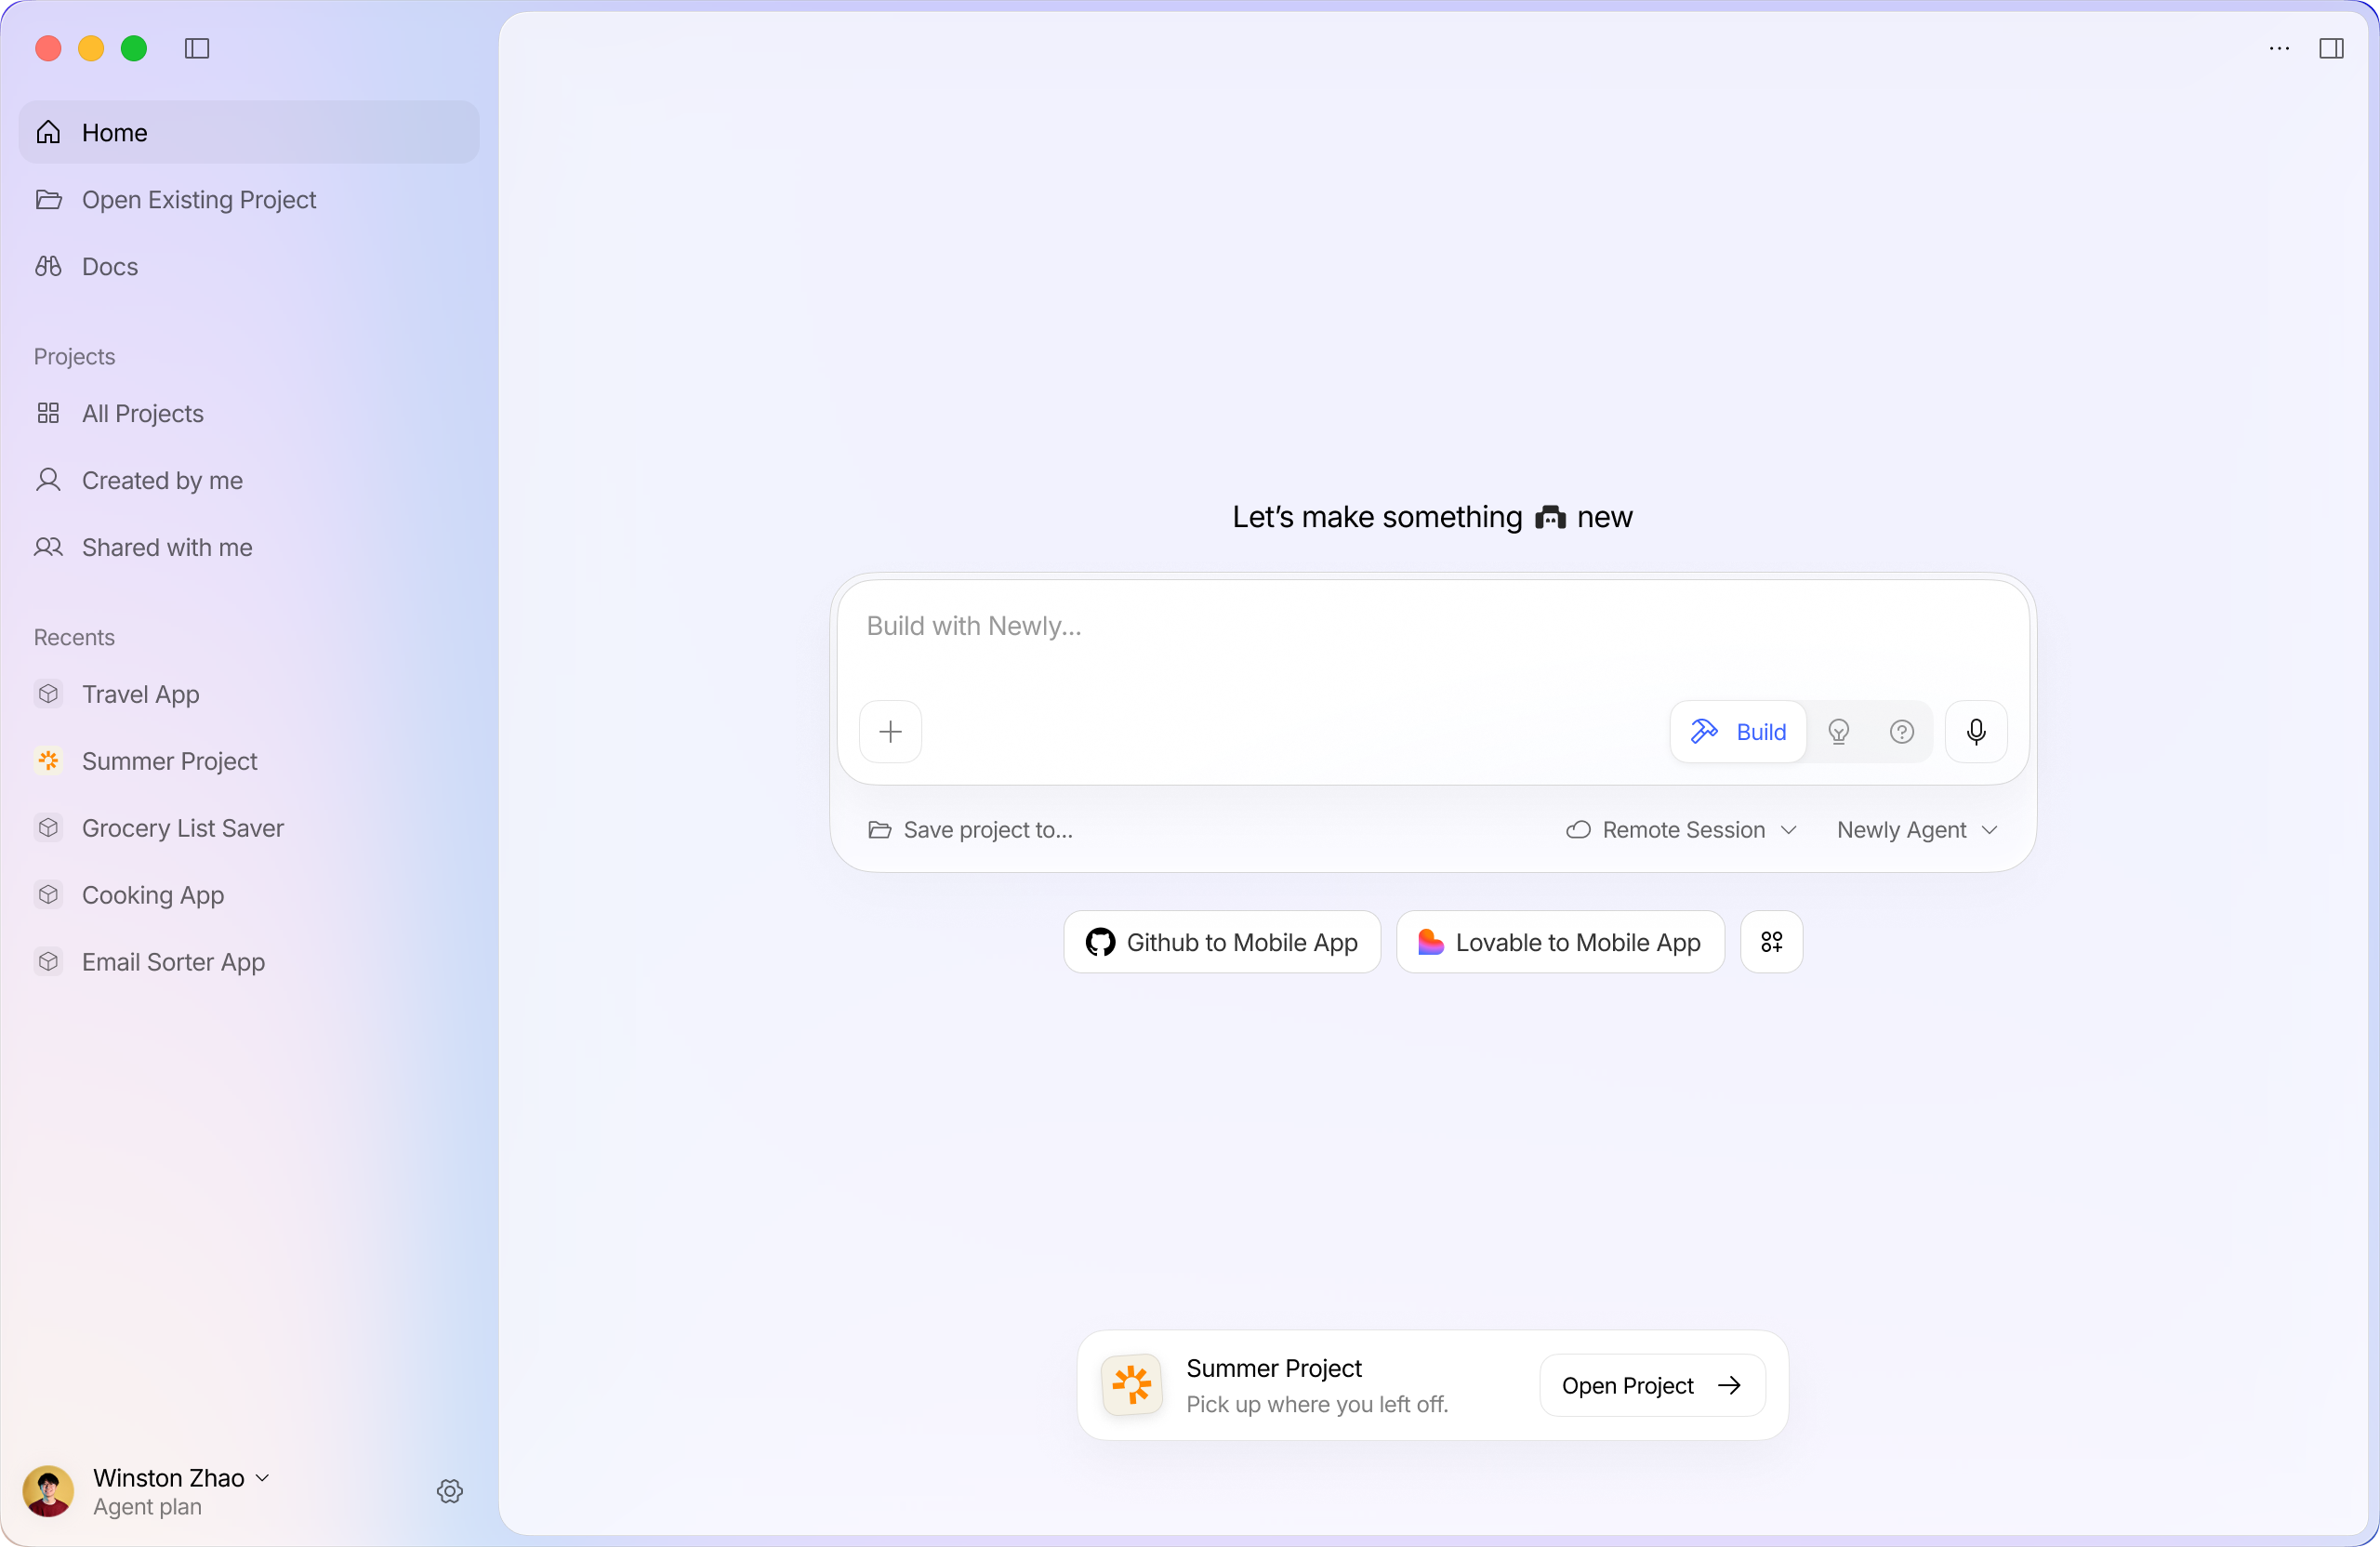 Home
Open Existing Project
Docs
Projects
All Projects
Created by me
Shared with me
Recents
Travel App
Summer Project
Grocery List Saver
Cooking App
Email Sorter App
Winston Zhao
Agent plan
Let’s make something new
Build with Newly...
Build
Save project to...
Remote Session
Newly Agent
Github to Mobile App
Lovable to Mobile App
Summer Project
Pick up where you left off.
Open Project